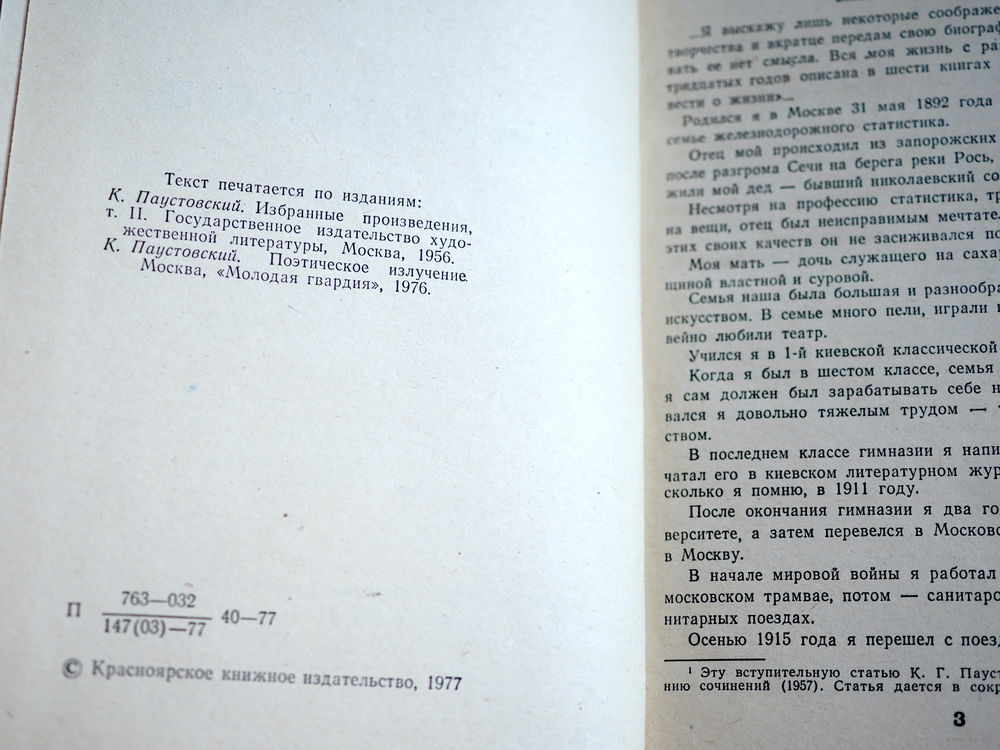 Текст печатается по изданиям:
К. Паустовский. Избранные произведения,
т. II. Государственное издательство худо-
жественной литературы, Москва, 1956.
К. Паустовский. Поэтическое излучение.
Москва, «Молодая гвардия», 1976.
П 763—032
147(03)—77 40—77
© Красноярское книжное издательство, 1977
...Я выскажу лишь некоторые соображе
творчества и вкратце передам свою биограф
вать ее нет смысла. Вся моя жизнь с ра
тридцатых годов описана в шести книгах
вести о жизни»...
Родился я в Москве 31 мая 1892 года
семье железнодорожного статистика.
Отец мой происходил из запорожских
после разгрома Сечи на берега реки Рось,
жили мой дед — бывший николаевский со
Несмотря на профессию статистика, тр
на вещи, отец был неисправимым мечтате
этих своих качеств он не засиживался по
Моя мать — дочь служащего на саха
щиной властной и суровой.
Семья наша была большая и разнообра
искусством. В семье много пели, играли
вейно любили театр.
Учился я в 1-й киевской классической
Когда я был в шестом классе, семья
я сам должен был зарабатывать себе н
вался я довольно тяжелым трудом —
ством.
В последнем классе гимназии я напи
чатал его в киевском литературном жур
сколько я помню, в 1911 году.
После окончания гимназии я два го
верситете, а затем перевелся в Московс
в Москву.
В начале мировой войны я работал
московском трамвае, потом — санитаро
нитарных поездах.
Осенью 1915 года я перешел с поез
¹ Эту вступительную статью К. Г. Пауст
нию сочинений (1957). Статья дается в сокр
3